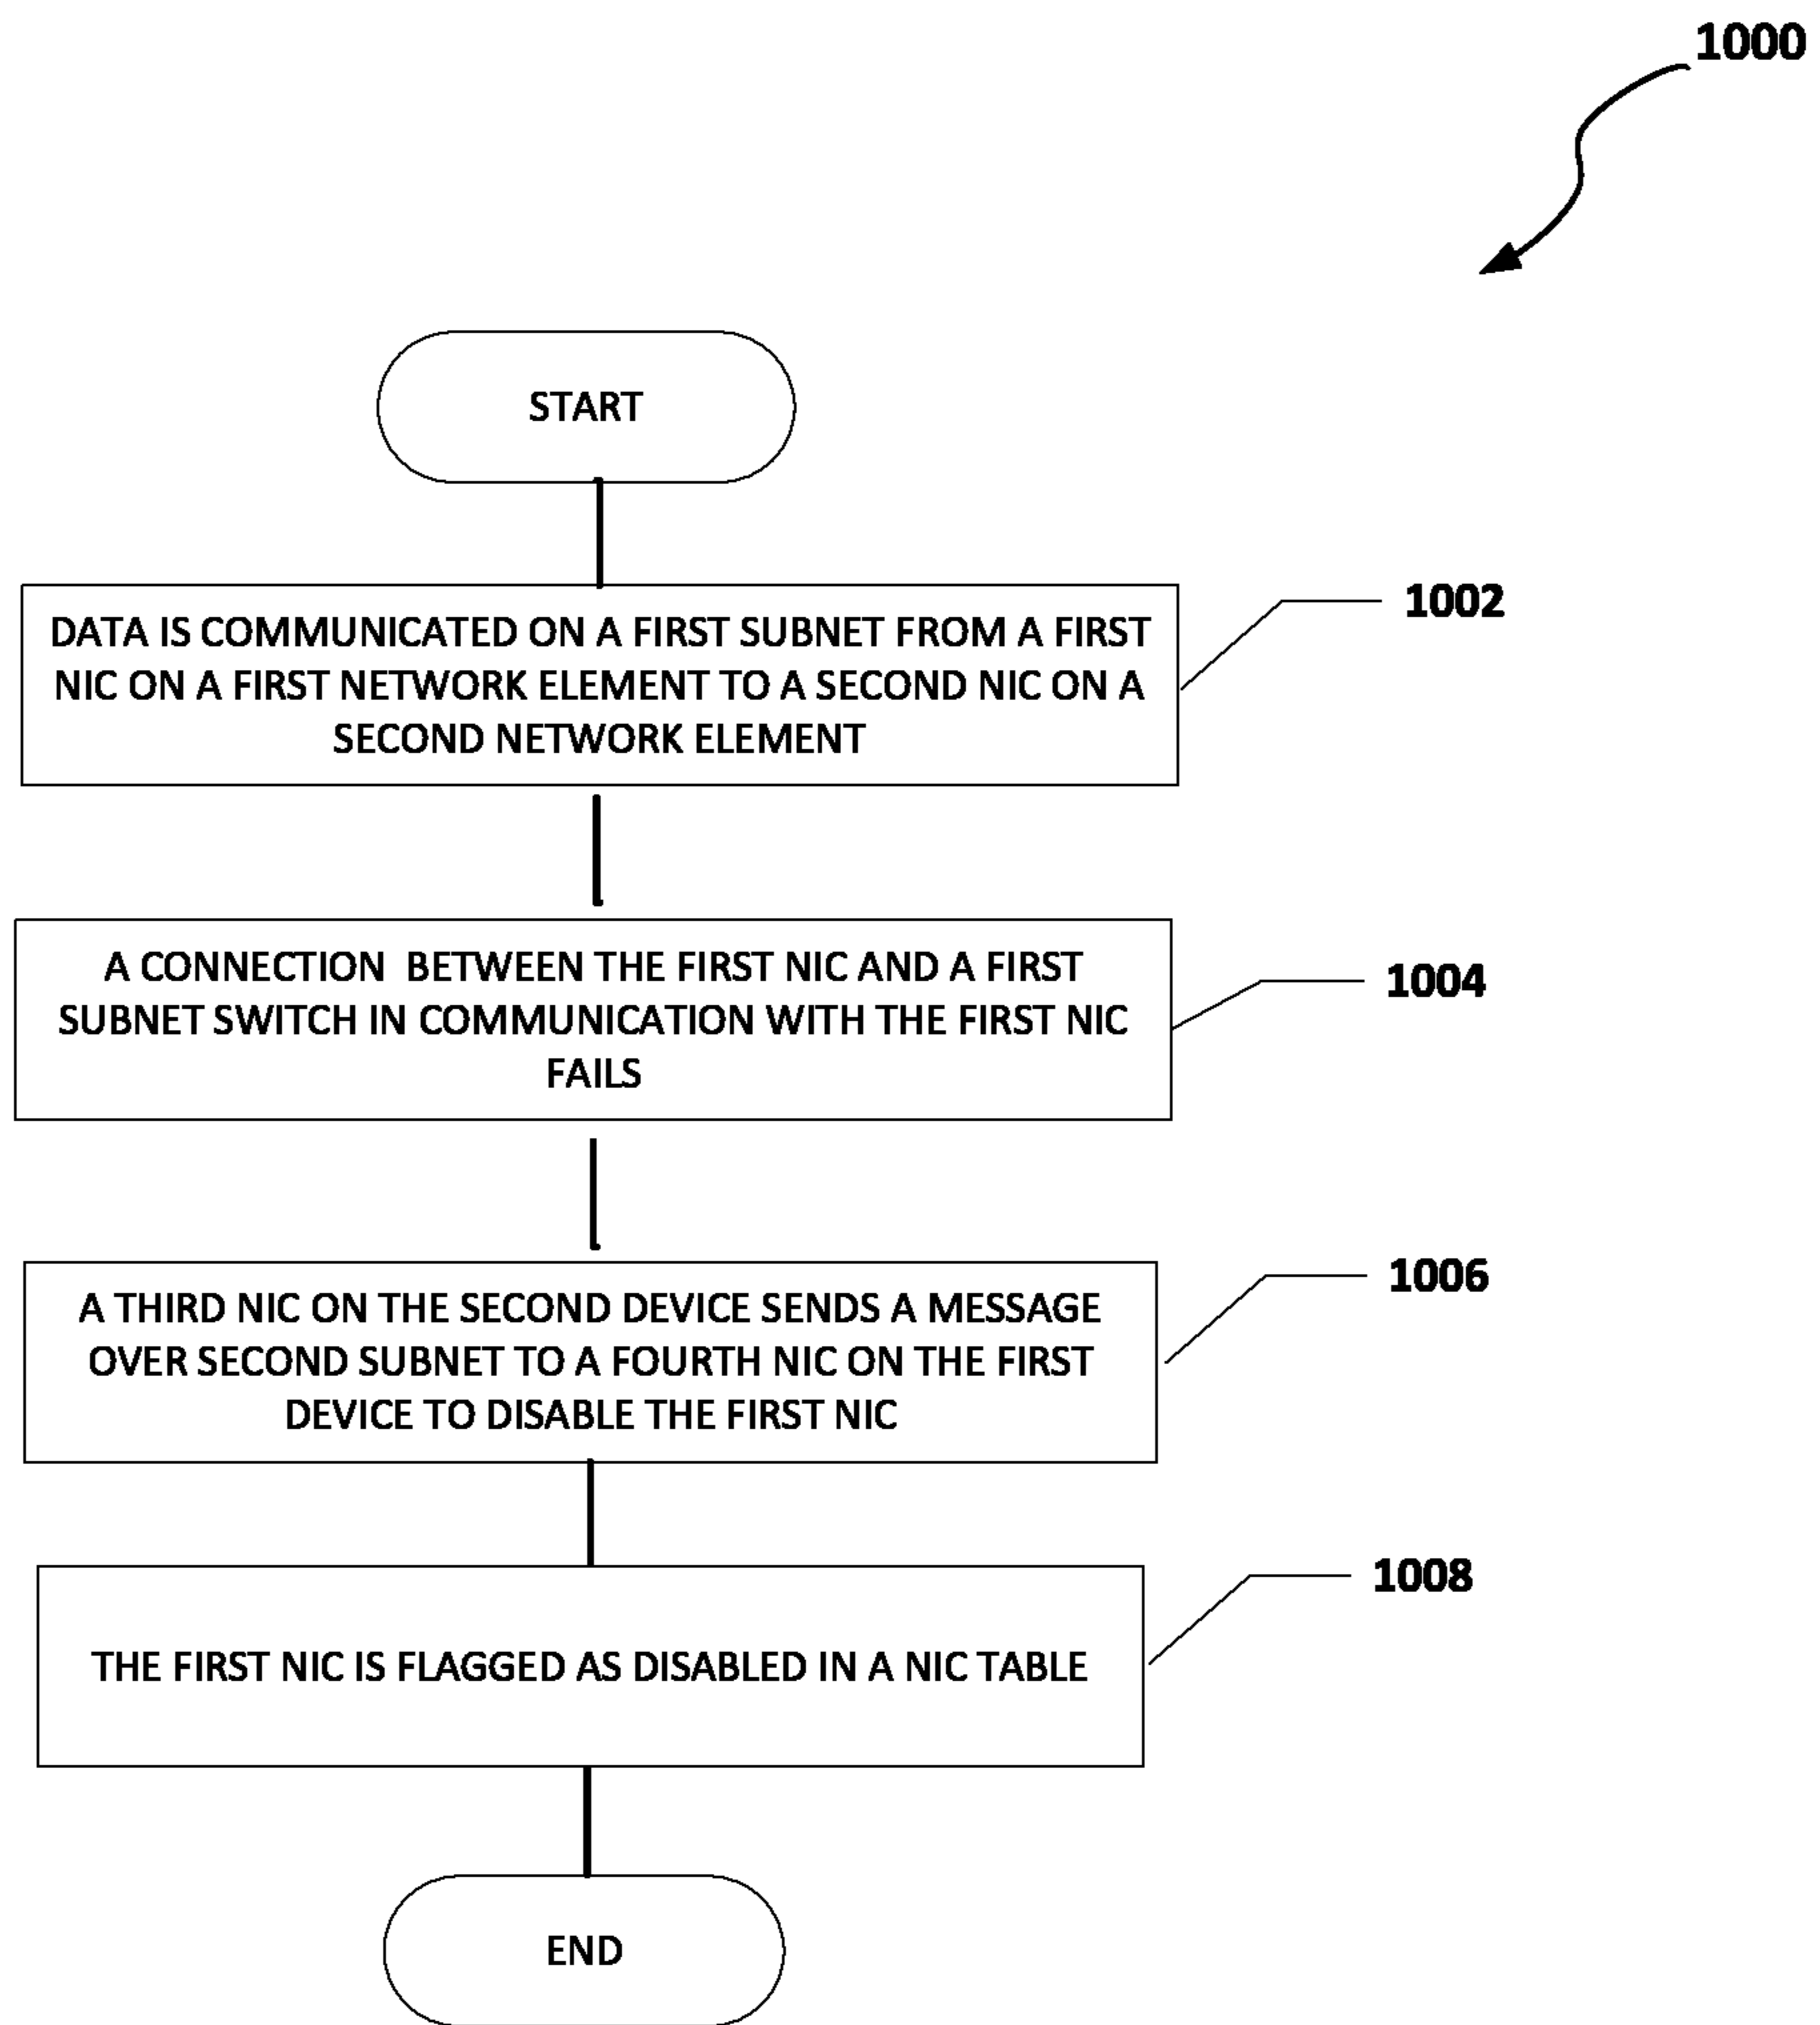 1000
START
DATA IS COMMUNICATED ON A FIRST SUBNET FROM A FIRST
NIC ON A FIRST NETWORK ELEMENT TO A SECOND NIC ON A
SECOND NETWORK ELEMENT
1002
A CONNECTION BETWEEN THE FIRST NIC AND A FIRST
SUBNET SWITCH IN COMMUNICATION WITH THE FIRST NIC
FAILS
1004
A THIRD NIC ON THE SECOND DEVICE SENDS A MESSAGE
OVER SECOND SUBNET TO A FOURTH NIC ON THE FIRST
DEVICE TO DISABLE THE FIRST NIC
1006
THE FIRST NIC IS FLAGGED AS DISABLED IN A NIC TABLE
1008
END